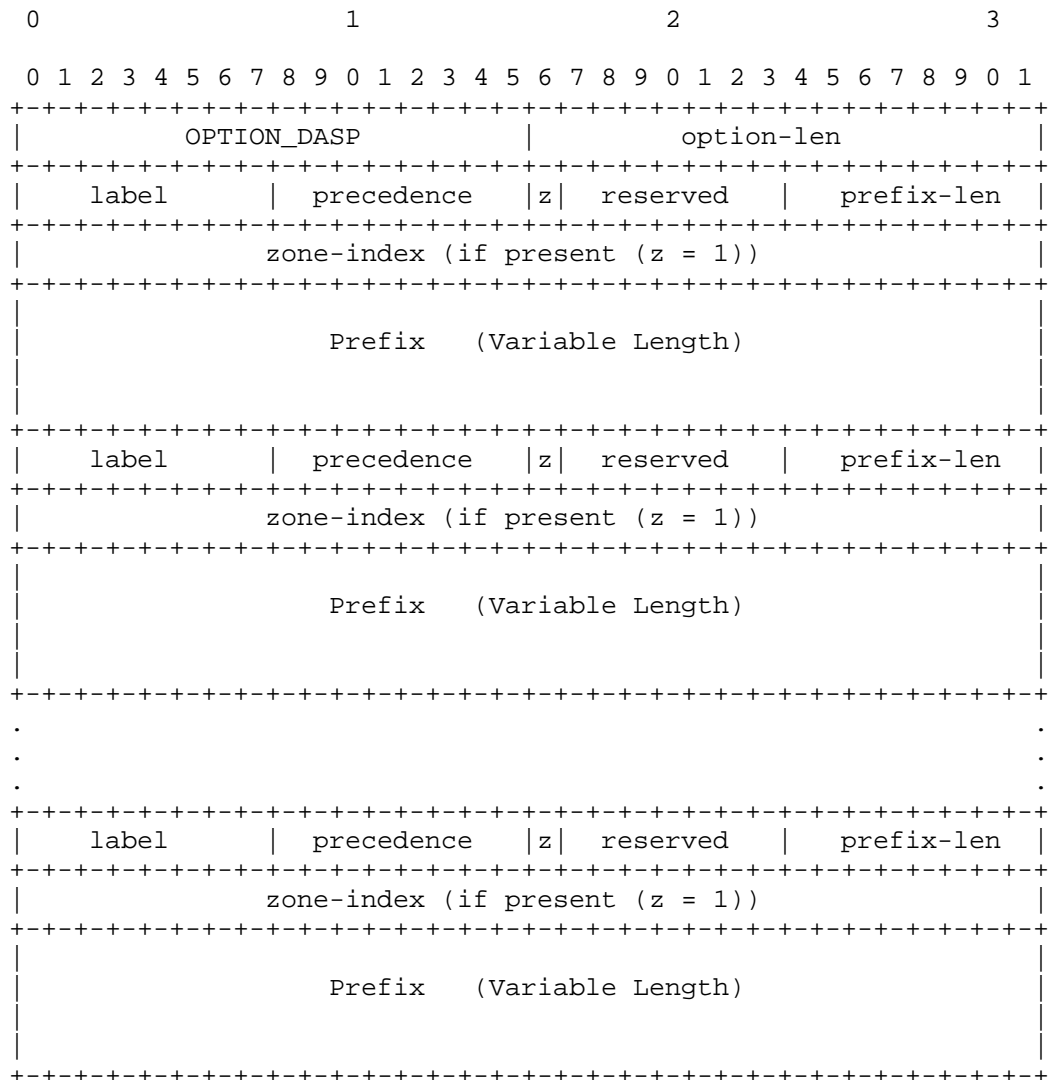 0                   1                   2                   3
 0 1 2 3 4 5 6 7 8 9 0 1 2 3 4 5 6 7 8 9 0 1 2 3 4 5 6 7 8 9 0 1
+-+-+-+-+-+-+-+-+-+-+-+-+-+-+-+-+-+-+-+-+-+-+-+-+-+-+-+-+-+-+-+-+
|          OPTION_DASP          |         option-len            |
+-+-+-+-+-+-+-+-+-+-+-+-+-+-+-+-+-+-+-+-+-+-+-+-+-+-+-+-+-+-+-+-+
|    label      |  precedence   |z|  reserved   |   prefix-len  |
+-+-+-+-+-+-+-+-+-+-+-+-+-+-+-+-+-+-+-+-+-+-+-+-+-+-+-+-+-+-+-+-+
|               zone-index (if present (z = 1))                 |
+-+-+-+-+-+-+-+-+-+-+-+-+-+-+-+-+-+-+-+-+-+-+-+-+-+-+-+-+-+-+-+-+
|                                                               |
|                   Prefix   (Variable Length)                  |
|                                                               |
|                                                               |
+-+-+-+-+-+-+-+-+-+-+-+-+-+-+-+-+-+-+-+-+-+-+-+-+-+-+-+-+-+-+-+-+
|    label      |  precedence   |z|  reserved   |   prefix-len  |
+-+-+-+-+-+-+-+-+-+-+-+-+-+-+-+-+-+-+-+-+-+-+-+-+-+-+-+-+-+-+-+-+
|               zone-index (if present (z = 1))                 |
+-+-+-+-+-+-+-+-+-+-+-+-+-+-+-+-+-+-+-+-+-+-+-+-+-+-+-+-+-+-+-+-+
|                                                               |
|                   Prefix   (Variable Length)                  |
|                                                               |
|                                                               |
+-+-+-+-+-+-+-+-+-+-+-+-+-+-+-+-+-+-+-+-+-+-+-+-+-+-+-+-+-+-+-+-+
.                                                               .
.                                                               .
.                                                               .
+-+-+-+-+-+-+-+-+-+-+-+-+-+-+-+-+-+-+-+-+-+-+-+-+-+-+-+-+-+-+-+-+
|    label      |  precedence   |z|  reserved   |   prefix-len  |
+-+-+-+-+-+-+-+-+-+-+-+-+-+-+-+-+-+-+-+-+-+-+-+-+-+-+-+-+-+-+-+-+
|               zone-index (if present (z = 1))                 |
+-+-+-+-+-+-+-+-+-+-+-+-+-+-+-+-+-+-+-+-+-+-+-+-+-+-+-+-+-+-+-+-+
|                                                               |
|                   Prefix   (Variable Length)                  |
|                                                               |
|                                                               |
+-+-+-+-+-+-+-+-+-+-+-+-+-+-+-+-+-+-+-+-+-+-+-+-+-+-+-+-+-+-+-+-+